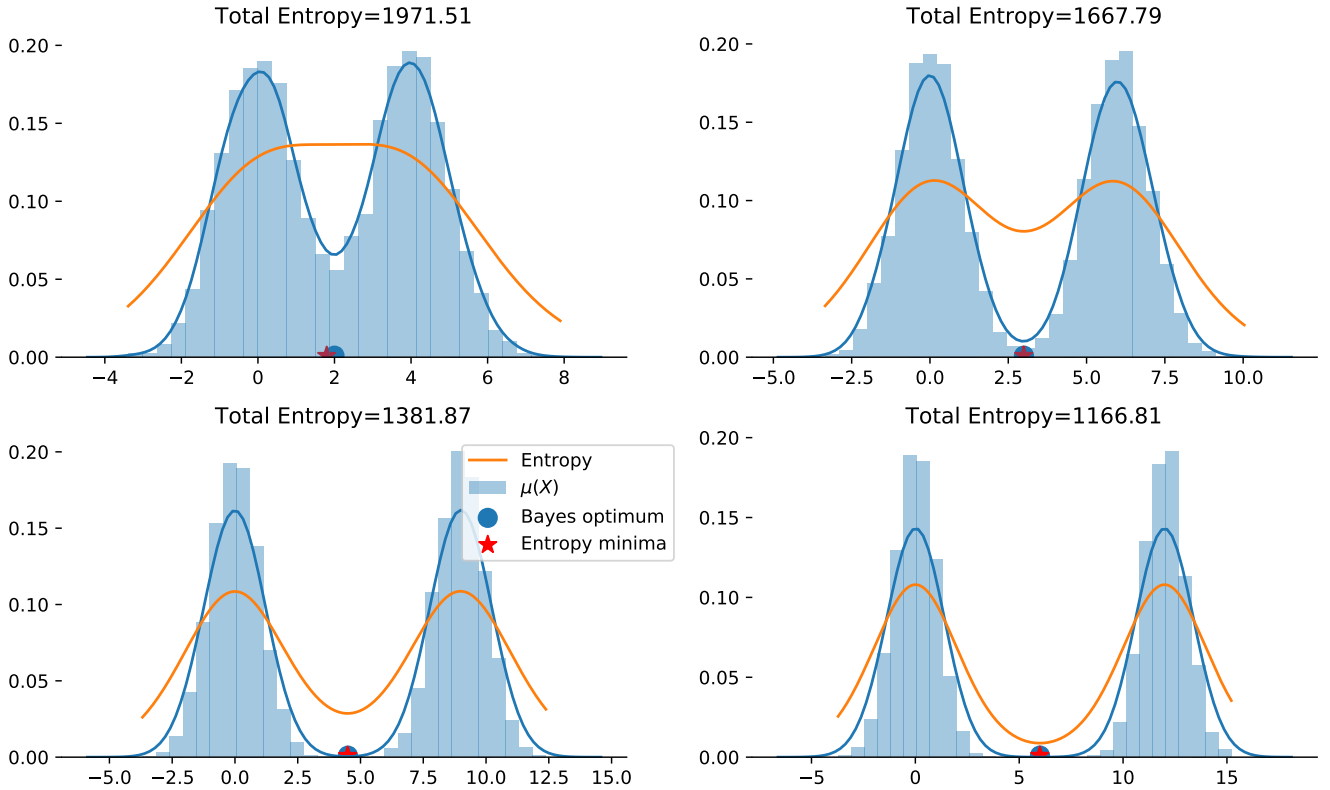 Total Entropy=1971.51
0.20
0.15
0.10
0.05
0.00
−4 −2 0 2 4 6 8
Total Entropy=1667.79
0.20
0.15
0.10
0.05
0.00
−5.0 −2.5 0.0 2.5 5.0 7.5 10.0
Total Entropy=1381.87
0.20
0.15
0.10
0.05
0.00
−5.0 −2.5 0.0 2.5 5.0 7.5 10.0 12.5 15.0
Entropy
μ(X)
Bayes optimum
Entropy minima
Total Entropy=1166.81
0.20
0.15
0.10
0.05
0.00
−5 0 5 10 15